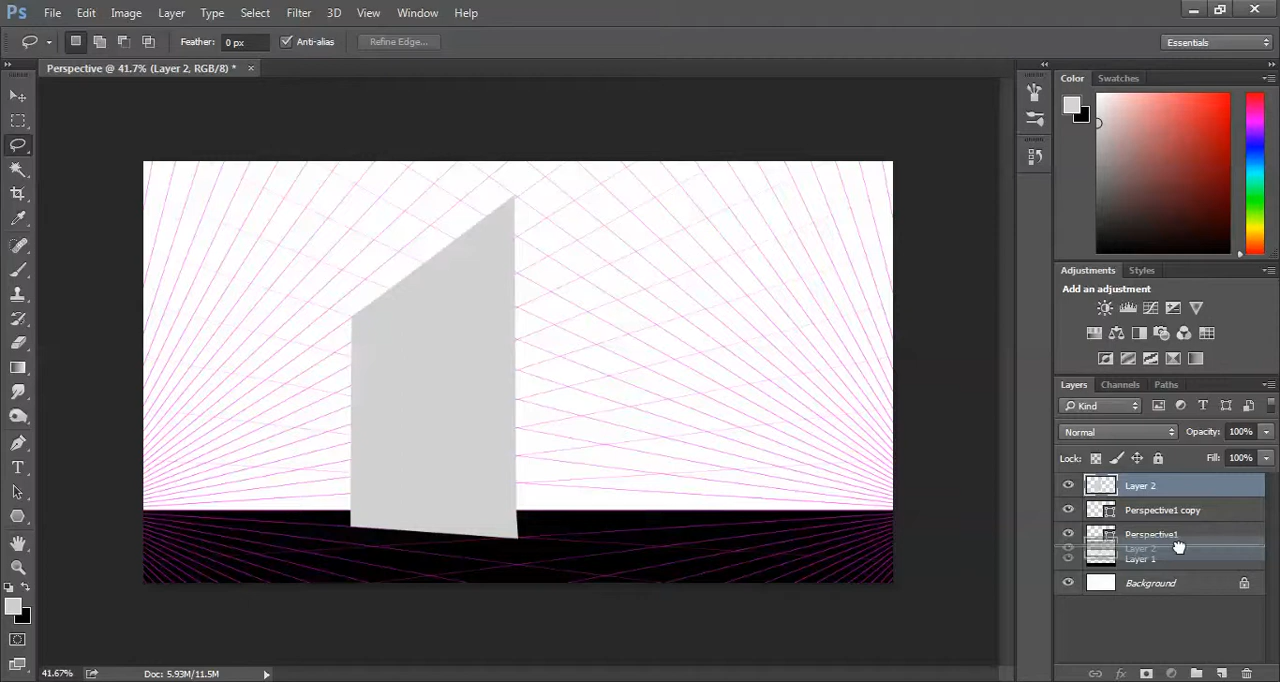 Ps File Edit Image Layer Type Select Filter 3D View Window Help
Feather: 0 px Anti-alias Refine Edge... Essentials
Perspective @ 41.7% (Layer 2, RGB/8) * ×
Color Swatches
Adjustments Styles
Add an adjustment
Layers Channels Paths
Kind
Normal Opacity: 100%
Lock: Fill: 100%
Layer 2
Perspective1 copy
Perspective1
Layer 2
Layer 1
Background
41.67% Doc: 5.93M/11.5M